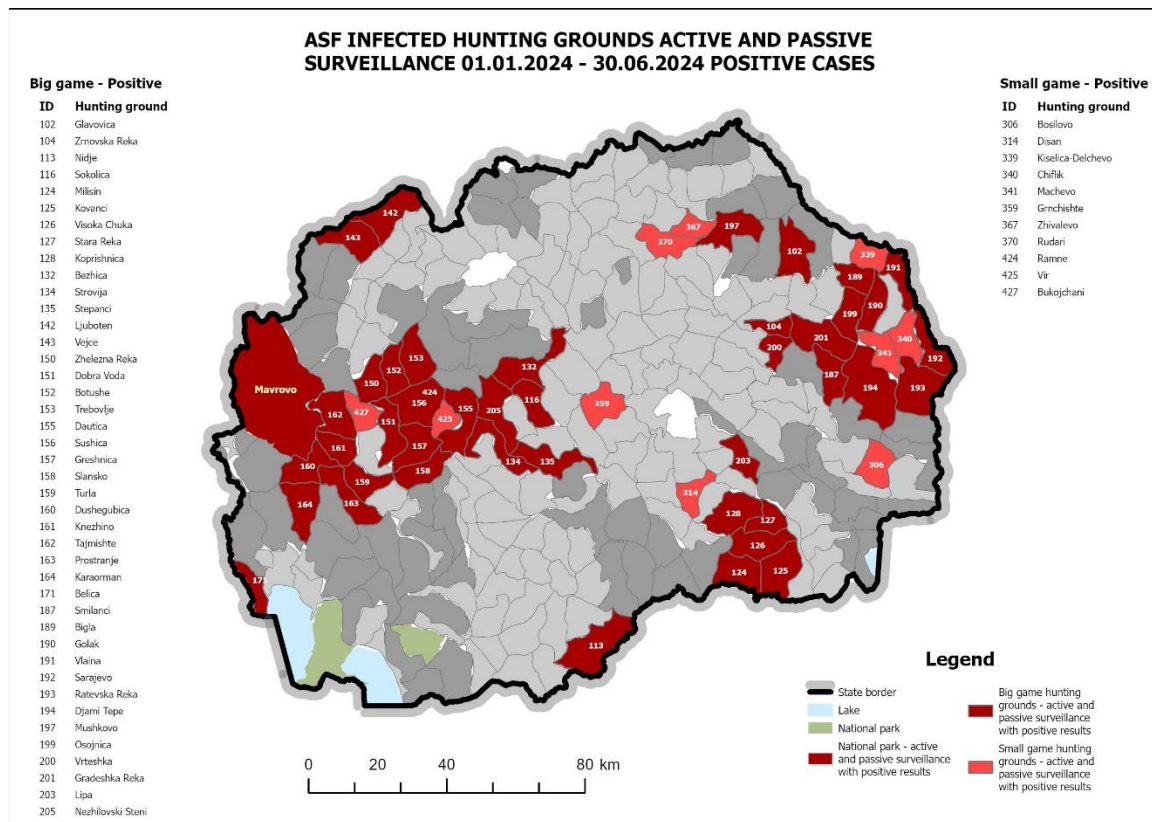 ASF INFECTED HUNTING GROUNDS ACTIVE AND PASSIVE
SURVEILLANCE 01.01.2024 - 30.06.2024 POSITIVE CASES
Big game - Positive
ID Hunting ground
102 Glavovica
104 Zrnovska Reka
113 Nidje
116 Sokolica
124 Milisin
125 Kovanci
126 Visoka Chuka
127 Stara Reka
128 Koprishnica
132 Bezhica
134 Strovija
135 Stepanci
142 Ljuboten
143 Vejce
150 Zhelezna Reka
151 Dobra Voda
152 Botushe
153 Trebovlje
155 Dautica
156 Sushica
157 Greshnica
158 Slansko
159 Turla
160 Dushegubica
161 Knezhino
162 Tajmishte
163 Prostranje
164 Karaorman
171 Belica
187 Smilanci
189 Bigla
190 Golak
191 Vlaina
192 Sarajevo
193 Ratevska Reka
194 Djami Tepe
197 Mushkovo
199 Osojnica
200 Vrteshka
201 Gradeshka Reka
203 Lipa
205 Nezhilovski Steni
Small game - Positive
ID Hunting ground
306 Bosilovo
314 Disan
339 Kiselica-Delchevo
340 Chiflik
341 Machevo
359 Grnchishte
367 Zhivalevo
370 Rudari
424 Ramne
425 Vir
427 Bukojchani
142
143
367
197
370
102
339
191
189
190
199
104
201
200
340
341
192
187
194
193
Mavrovo
153
152
150
132
424
156
116
162
427
151
425
155
205
359
161
157
134
135
160
158
159
164
163
203
306
314
128
127
126
124
125
171
113
Legend
State border
Lake
National park
National park - active
and passive surveillance
with positive results
Big game hunting
grounds - active and
passive surveillance
with positive results
Small game hunting
grounds - active and
passive surveillance
with positive results
0 20 40 80 km